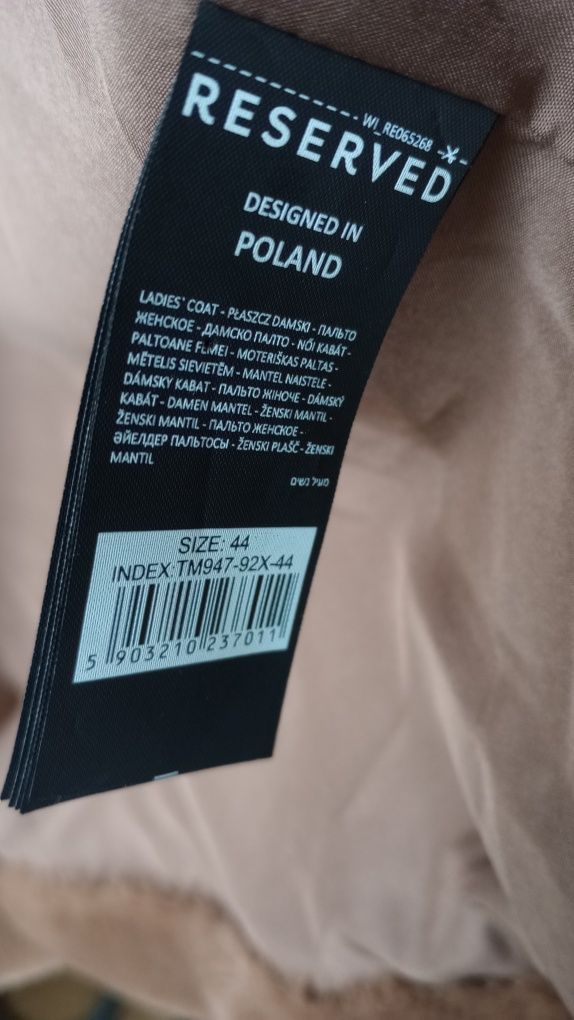 WI_RE065268
RESERVED
DESIGNED IN
POLAND
LADIES' COAT - PŁASZCZ DAMSKI - ПАЛЬТО
ЖЕНСКОЕ - ДАМСКО ПАЛТО - NŐI KABÁT -
PALTOANE FEMEI - MOTERIŠKAS PALTAS -
MĒTELIS SIEVIETĒM - MANTEL NAISTELE -
DÁMSKY KABAT - ПАЛЬТО ЖІНОЧЕ - DÁMSKÝ
KABÁT - DAMEN MANTEL - ŽENSKI MANTIL -
ŽENSKI MANTIL - ПАЛЬТО ЖЕНСКОЕ -
ӘЙЕЛДЕР ПАЛЬТОСЫ - ŽENSKI PLAŠČ - ŽENSKI
MANTIL
מעיל נשים
SIZE: 44
INDEX:TM947-92X-44
5 903210 237011